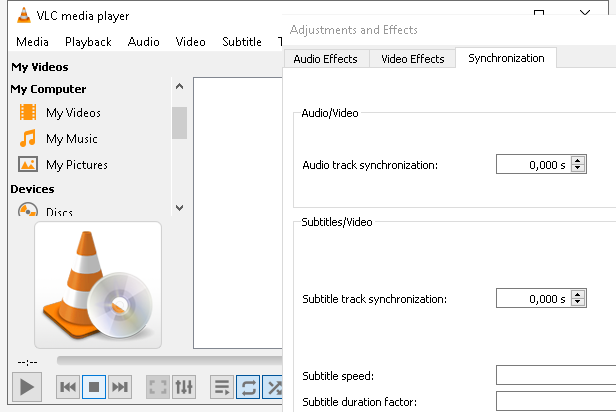 VLC media player
Media Playback Audio Video Subtitle
My Videos
My Computer
My Videos
My Music
My Pictures
Devices
Discs
--:--
Adjustments and Effects
Audio Effects Video Effects Synchronization
Audio/Video
Audio track synchronization: 0,000 s
Subtitles/Video
Subtitle track synchronization: 0,000 s
Subtitle speed:
Subtitle duration factor: